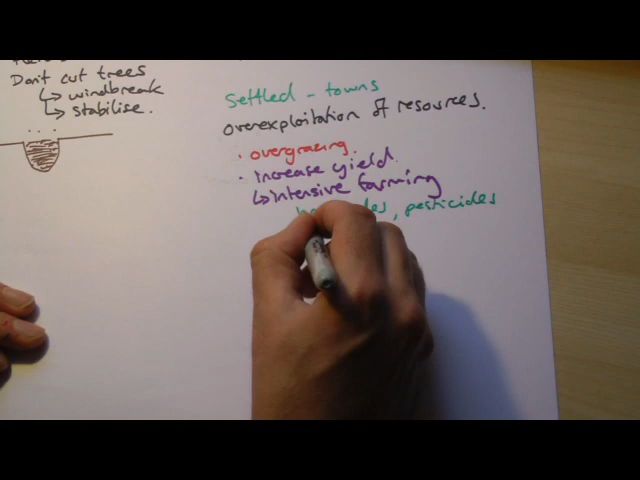 Don't cut trees
↳ windbreak
↳ stabilise.
Settled - towns
overexploitation of resources.
• overgrazing.
• increase yield.
↳ intensive farming
pesticides